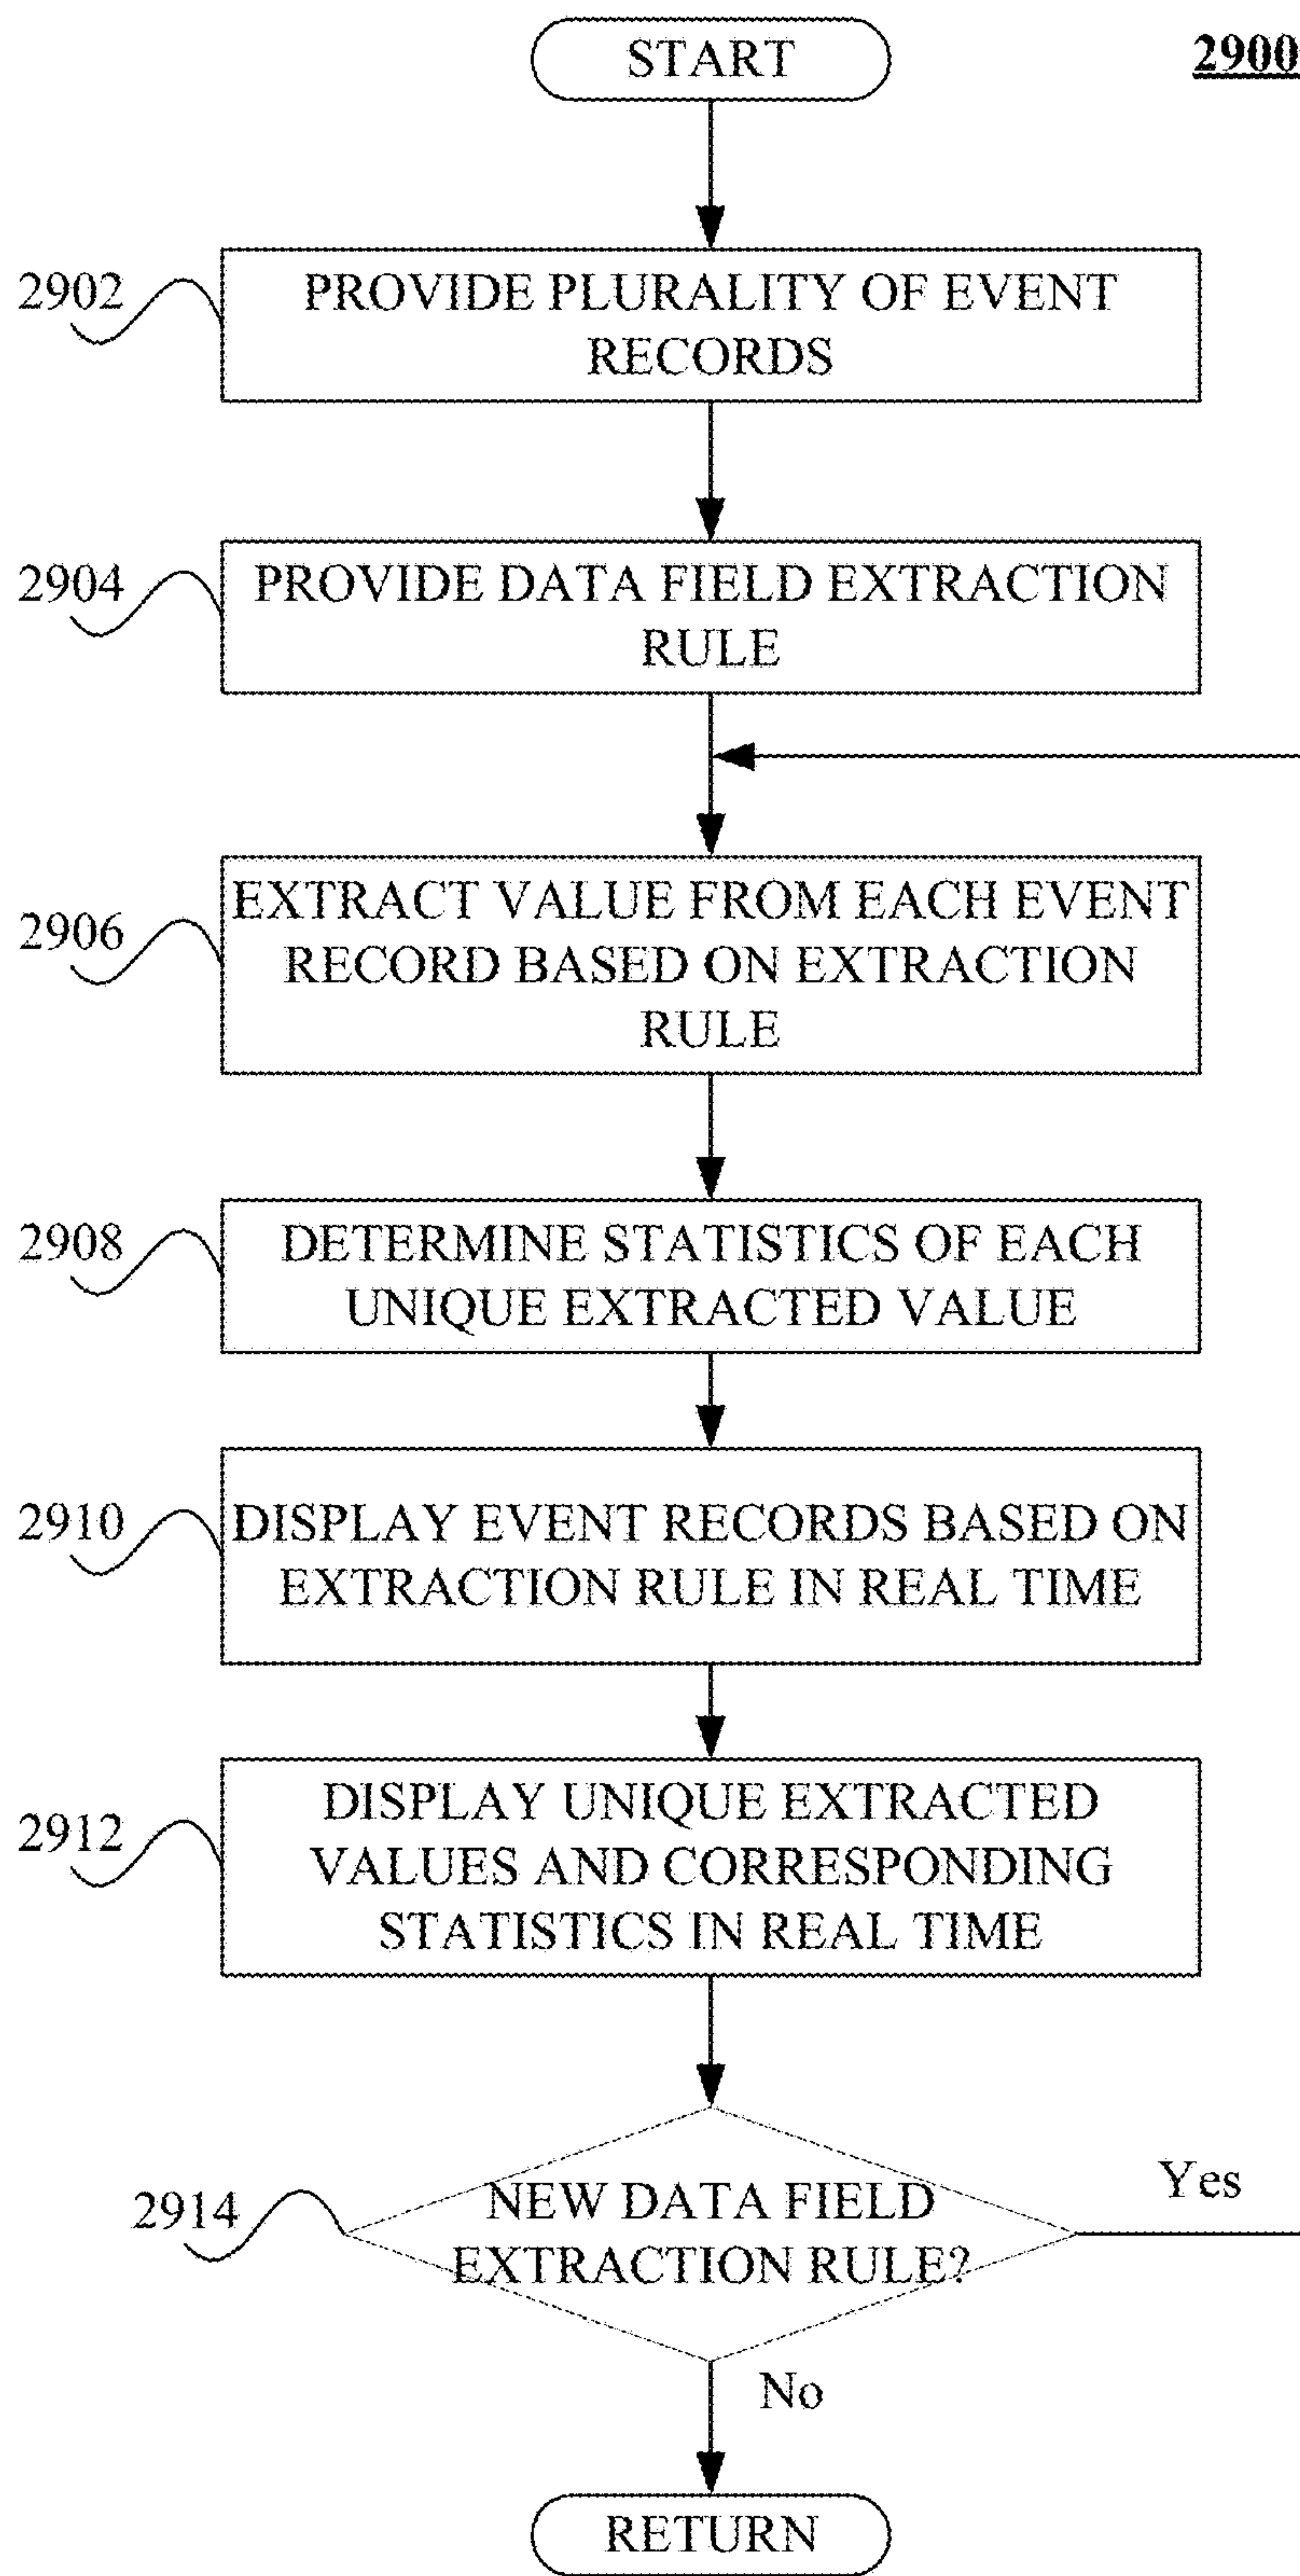 START
2900
2902
PROVIDE PLURALITY OF EVENT
RECORDS
2904
PROVIDE DATA FIELD EXTRACTION
RULE
2906
EXTRACT VALUE FROM EACH EVENT
RECORD BASED ON EXTRACTION
RULE
2908
DETERMINE STATISTICS OF EACH
UNIQUE EXTRACTED VALUE
2910
DISPLAY EVENT RECORDS BASED ON
EXTRACTION RULE IN REAL TIME
2912
DISPLAY UNIQUE EXTRACTED
VALUES AND CORRESPONDING
STATISTICS IN REAL TIME
2914
NEW DATA FIELD
EXTRACTION RULE?
Yes
No
RETURN